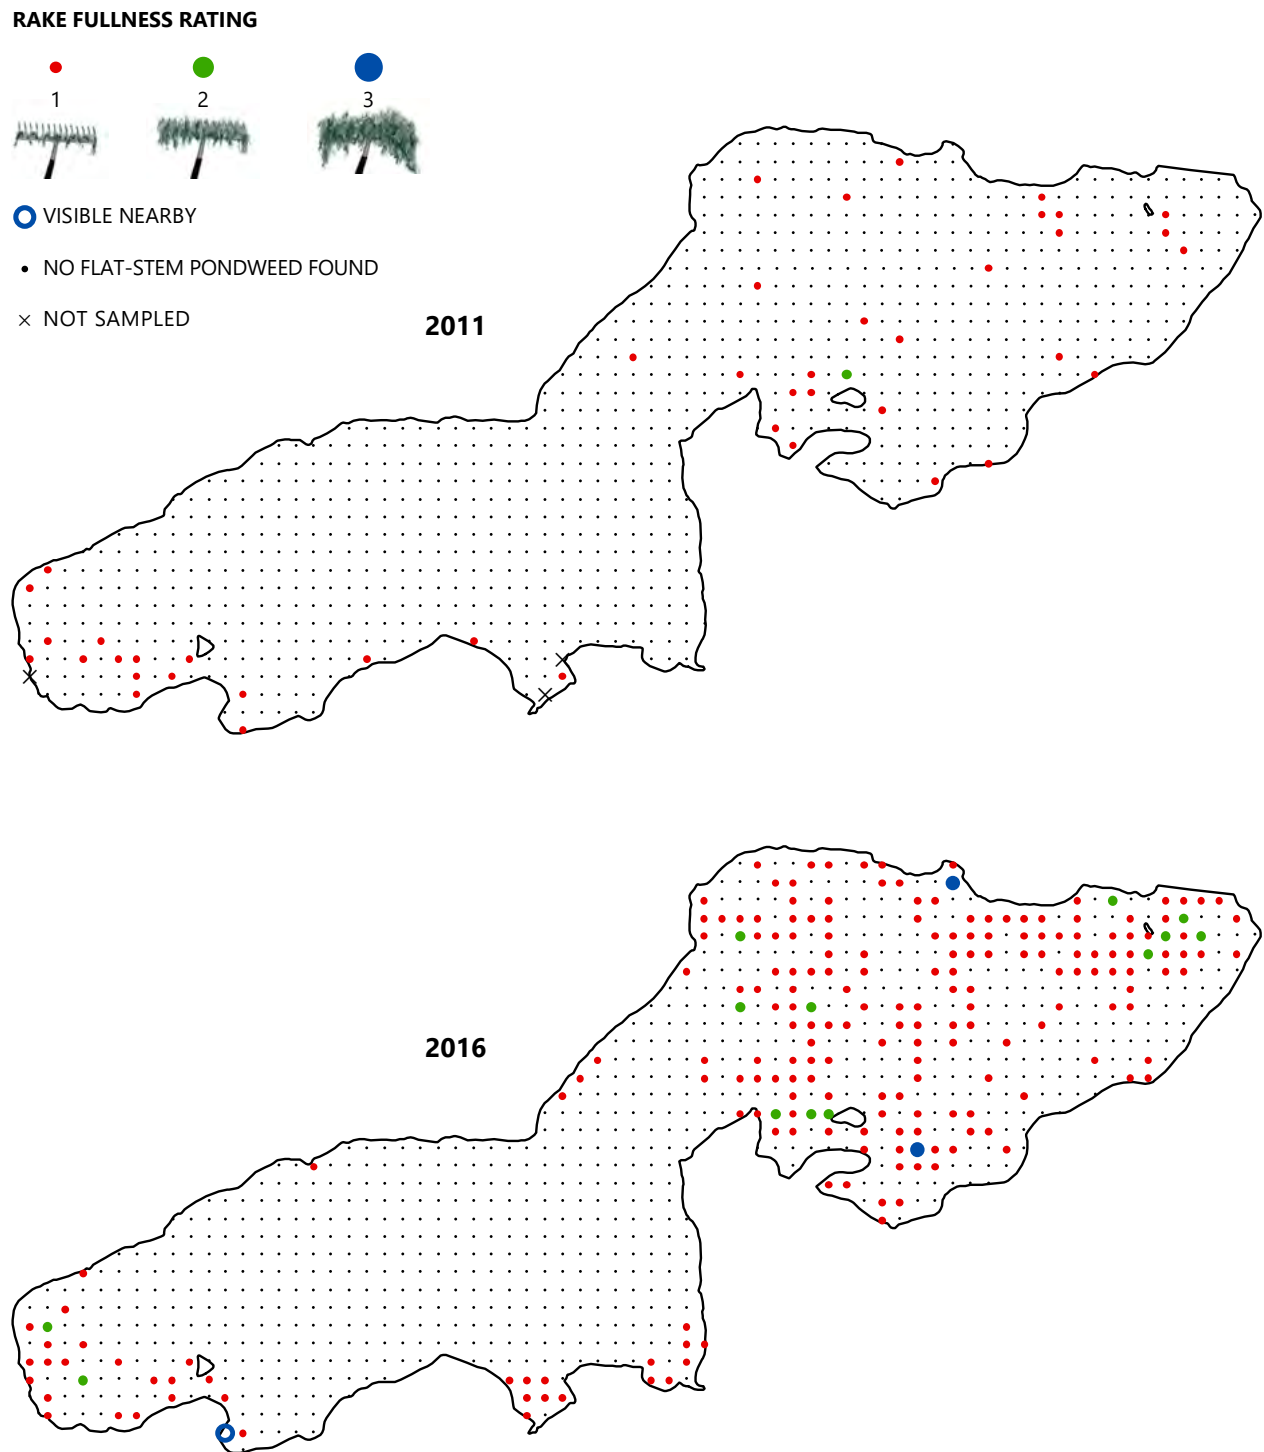 RAKE FULLNESS RATING
1 2 3
VISIBLE NEARBY
NO FLAT-STEM PONDWEED FOUND
NOT SAMPLED
2011
2016